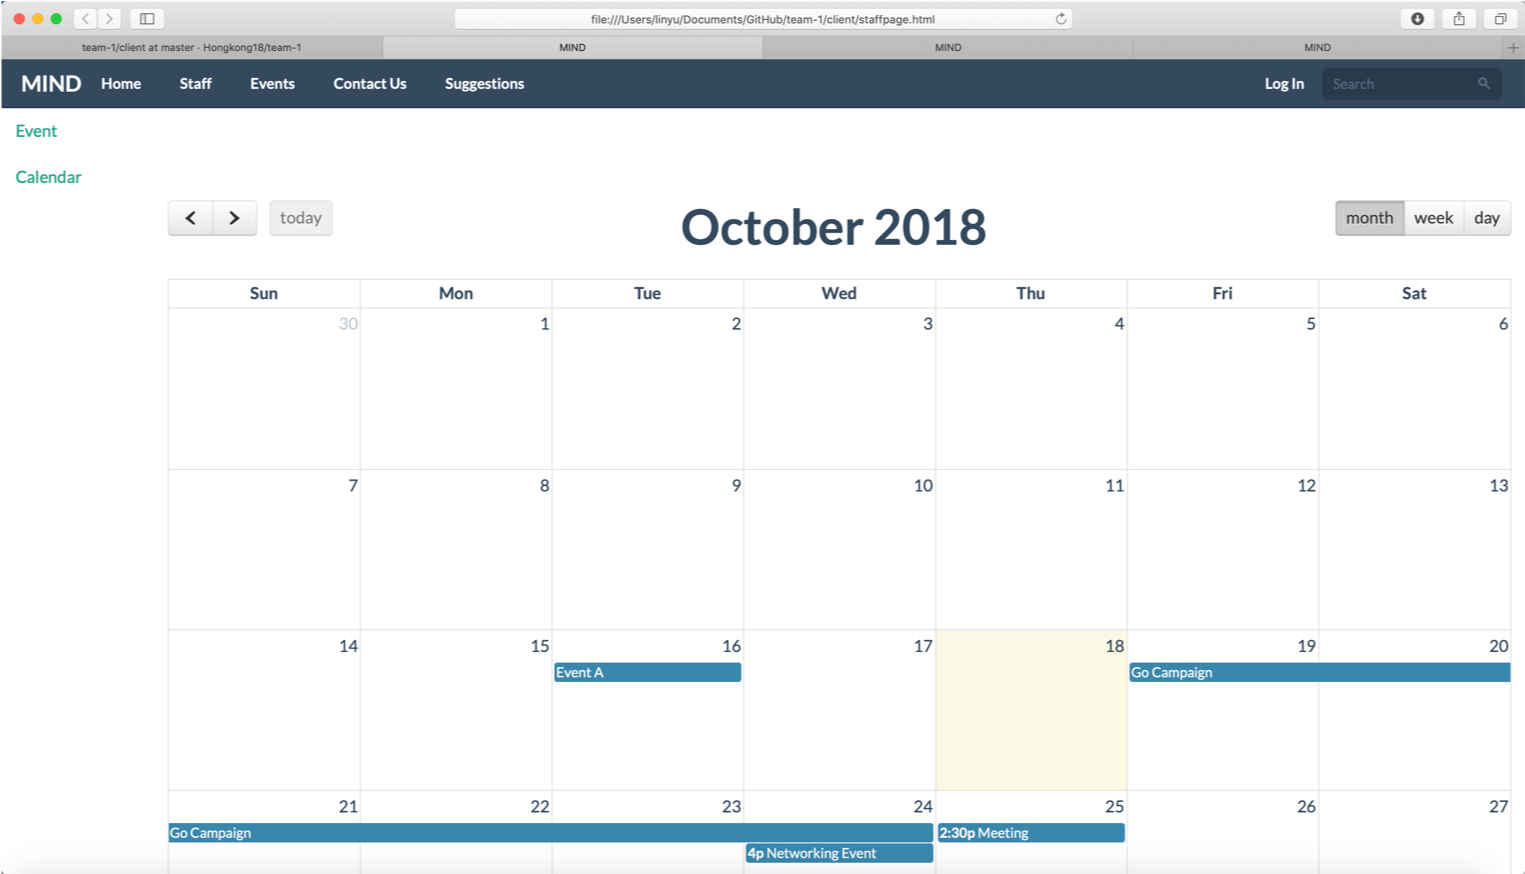 file:///Users/linyu/Documents/GitHub/team-1/client/staffpage.html
team-1/client at master · Hongkong18/team-1 MIND MIND MIND
MIND Home Staff Events Contact Us Suggestions Log In Search
Event
Calendar
today October 2018 month week day
Sun Mon Tue Wed Thu Fri Sat
30 1 2 3 4 5 6
7 8 9 10 11 12 13
14 15 16 17 18 19 20
Event A Go Campaign
21 22 23 24 25 26 27
Go Campaign 2:30p Meeting
4p Networking Event